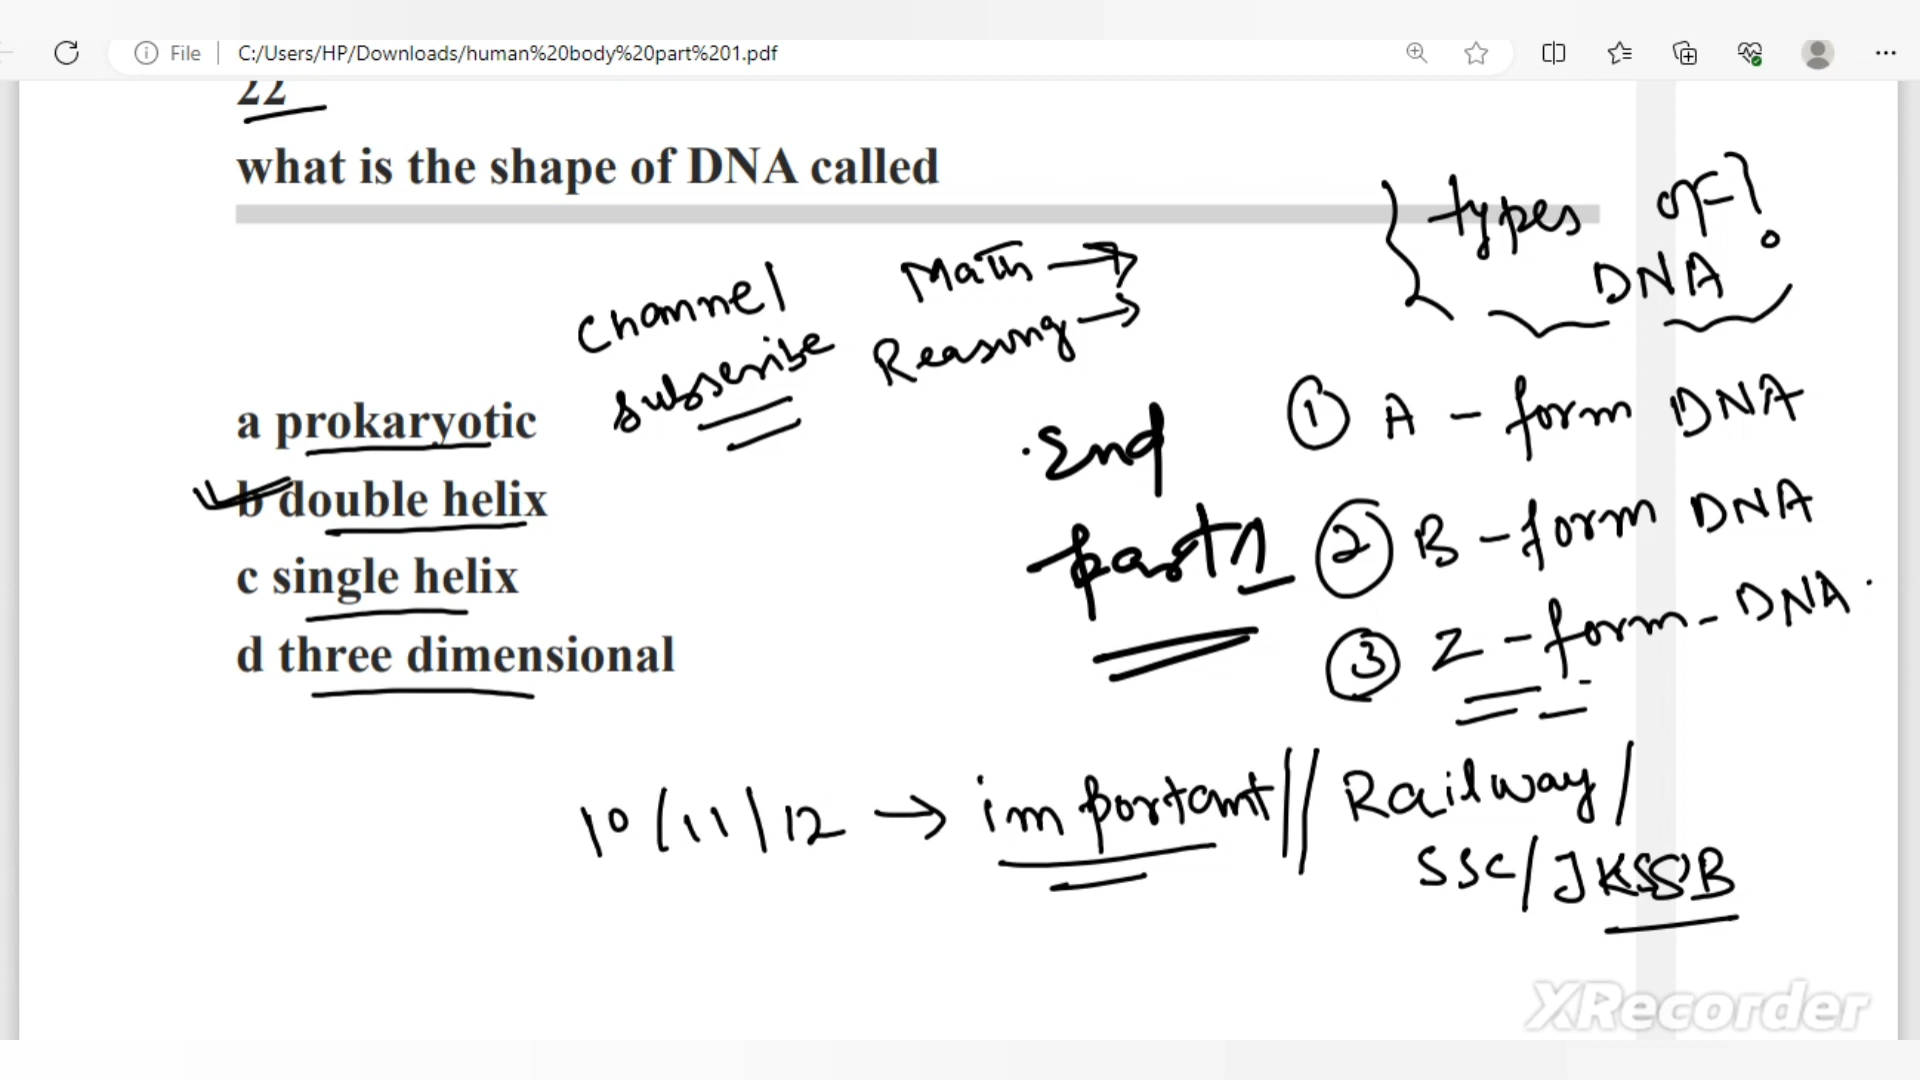 File C:/Users/HP/Downloads/human%20body%20part%201.pdf
22
what is the shape of DNA called
types of?
DNA
Channel
Subscribe
Math →
Reasoning →
a prokaryotic
b double helix
c single helix
d three dimensional
End
part 1
① A - form DNA
② B - form DNA
③ Z - form - DNA.
10/11/12 → important // Railway/
SSC/JKSSB
XRecorder